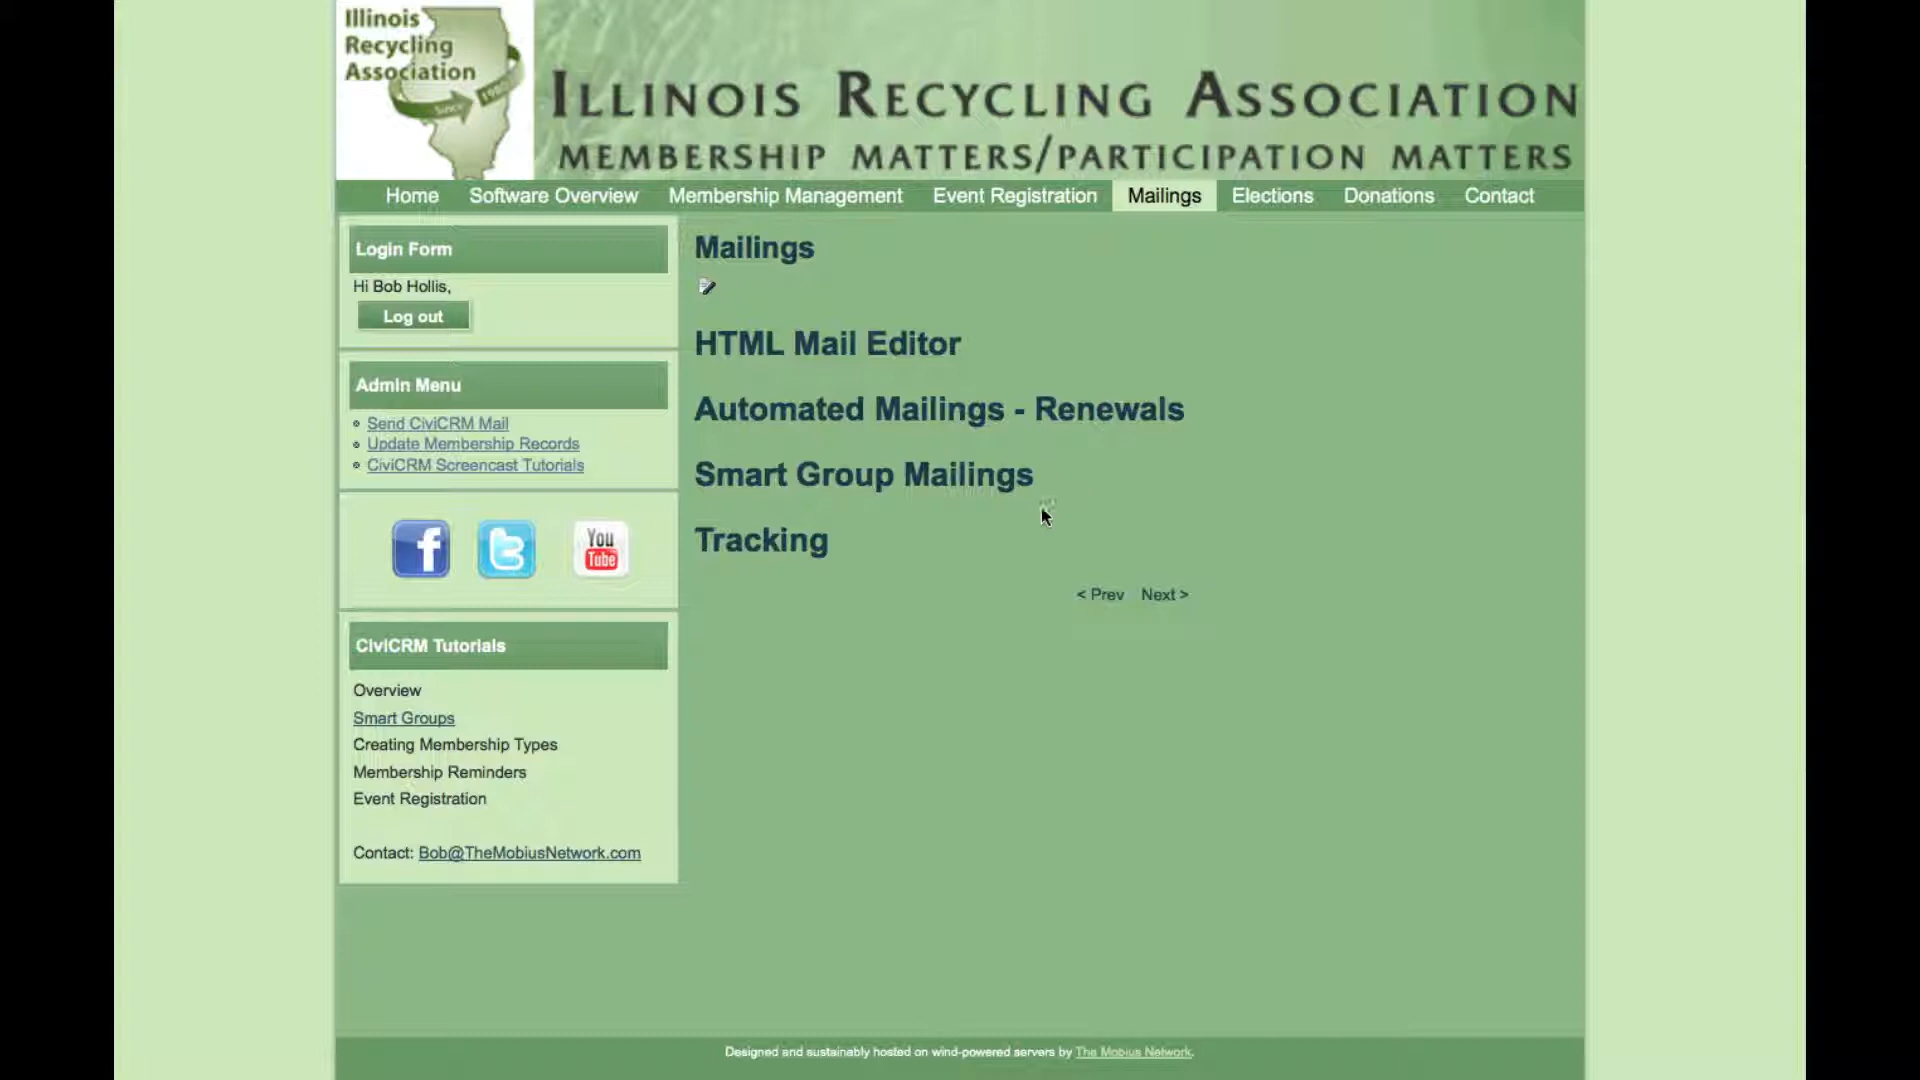 Illinois
Recycling
Association
Since 1980
ILLINOIS RECYCLING ASSOCIATION
MEMBERSHIP MATTERS/PARTICIPATION MATTERS
Home Software Overview Membership Management Event Registration Mailings Elections Donations Contact
Login Form
Hi Bob Hollis,
Log out
Admin Menu
Send CiviCRM Mail
Update Membership Records
CiviCRM Screencast Tutorials
f
t
You
Tube
CiviCRM Tutorials
Overview
Smart Groups
Creating Membership Types
Membership Reminders
Event Registration
Contact: Bob@TheMobiusNetwork.com
Mailings
HTML Mail Editor
Automated Mailings - Renewals
Smart Group Mailings
Tracking
< Prev Next >
Designed and sustainably hosted on wind-powered servers by The Mobius Network.